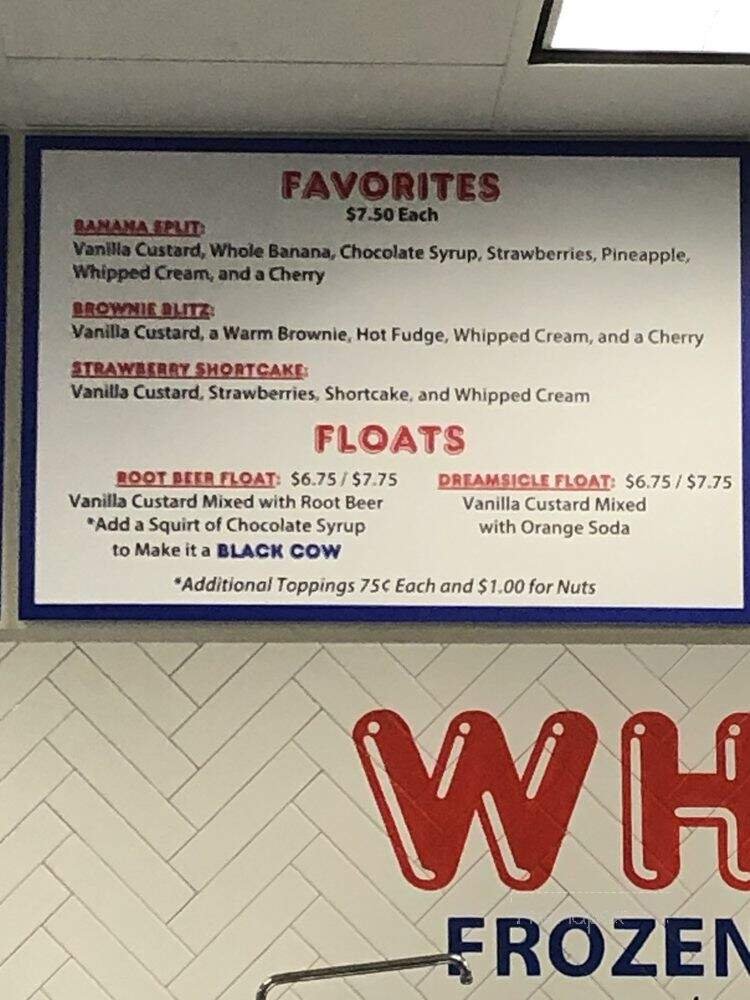 FAVORITES
$7.50 Each
BANANA SPLIT:
Vanilla Custard, Whole Banana, Chocolate Syrup, Strawberries, Pineapple,
Whipped Cream, and a Cherry
BROWNIE BLITZ:
Vanilla Custard, a Warm Brownie, Hot Fudge, Whipped Cream, and a Cherry
STRAWBERRY SHORTCAKE:
Vanilla Custard, Strawberries, Shortcake, and Whipped Cream
FLOATS
ROOT BEER FLOAT: $6.75 / $7.75
Vanilla Custard Mixed with Root Beer
*Add a Squirt of Chocolate Syrup
to Make it a BLACK COW
DREAMSICLE FLOAT: $6.75 / $7.75
Vanilla Custard Mixed
with Orange Soda
*Additional Toppings 75¢ Each and $1.00 for Nuts
WH
FROZEN